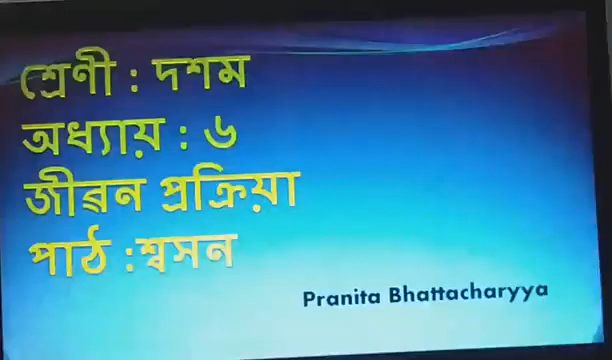 শ্রেণী : দশম
অধ্যায় : ৬
জীৱন প্ৰক্ৰিয়া
পাঠ :শ্বসন
Pranita Bhattacharyya